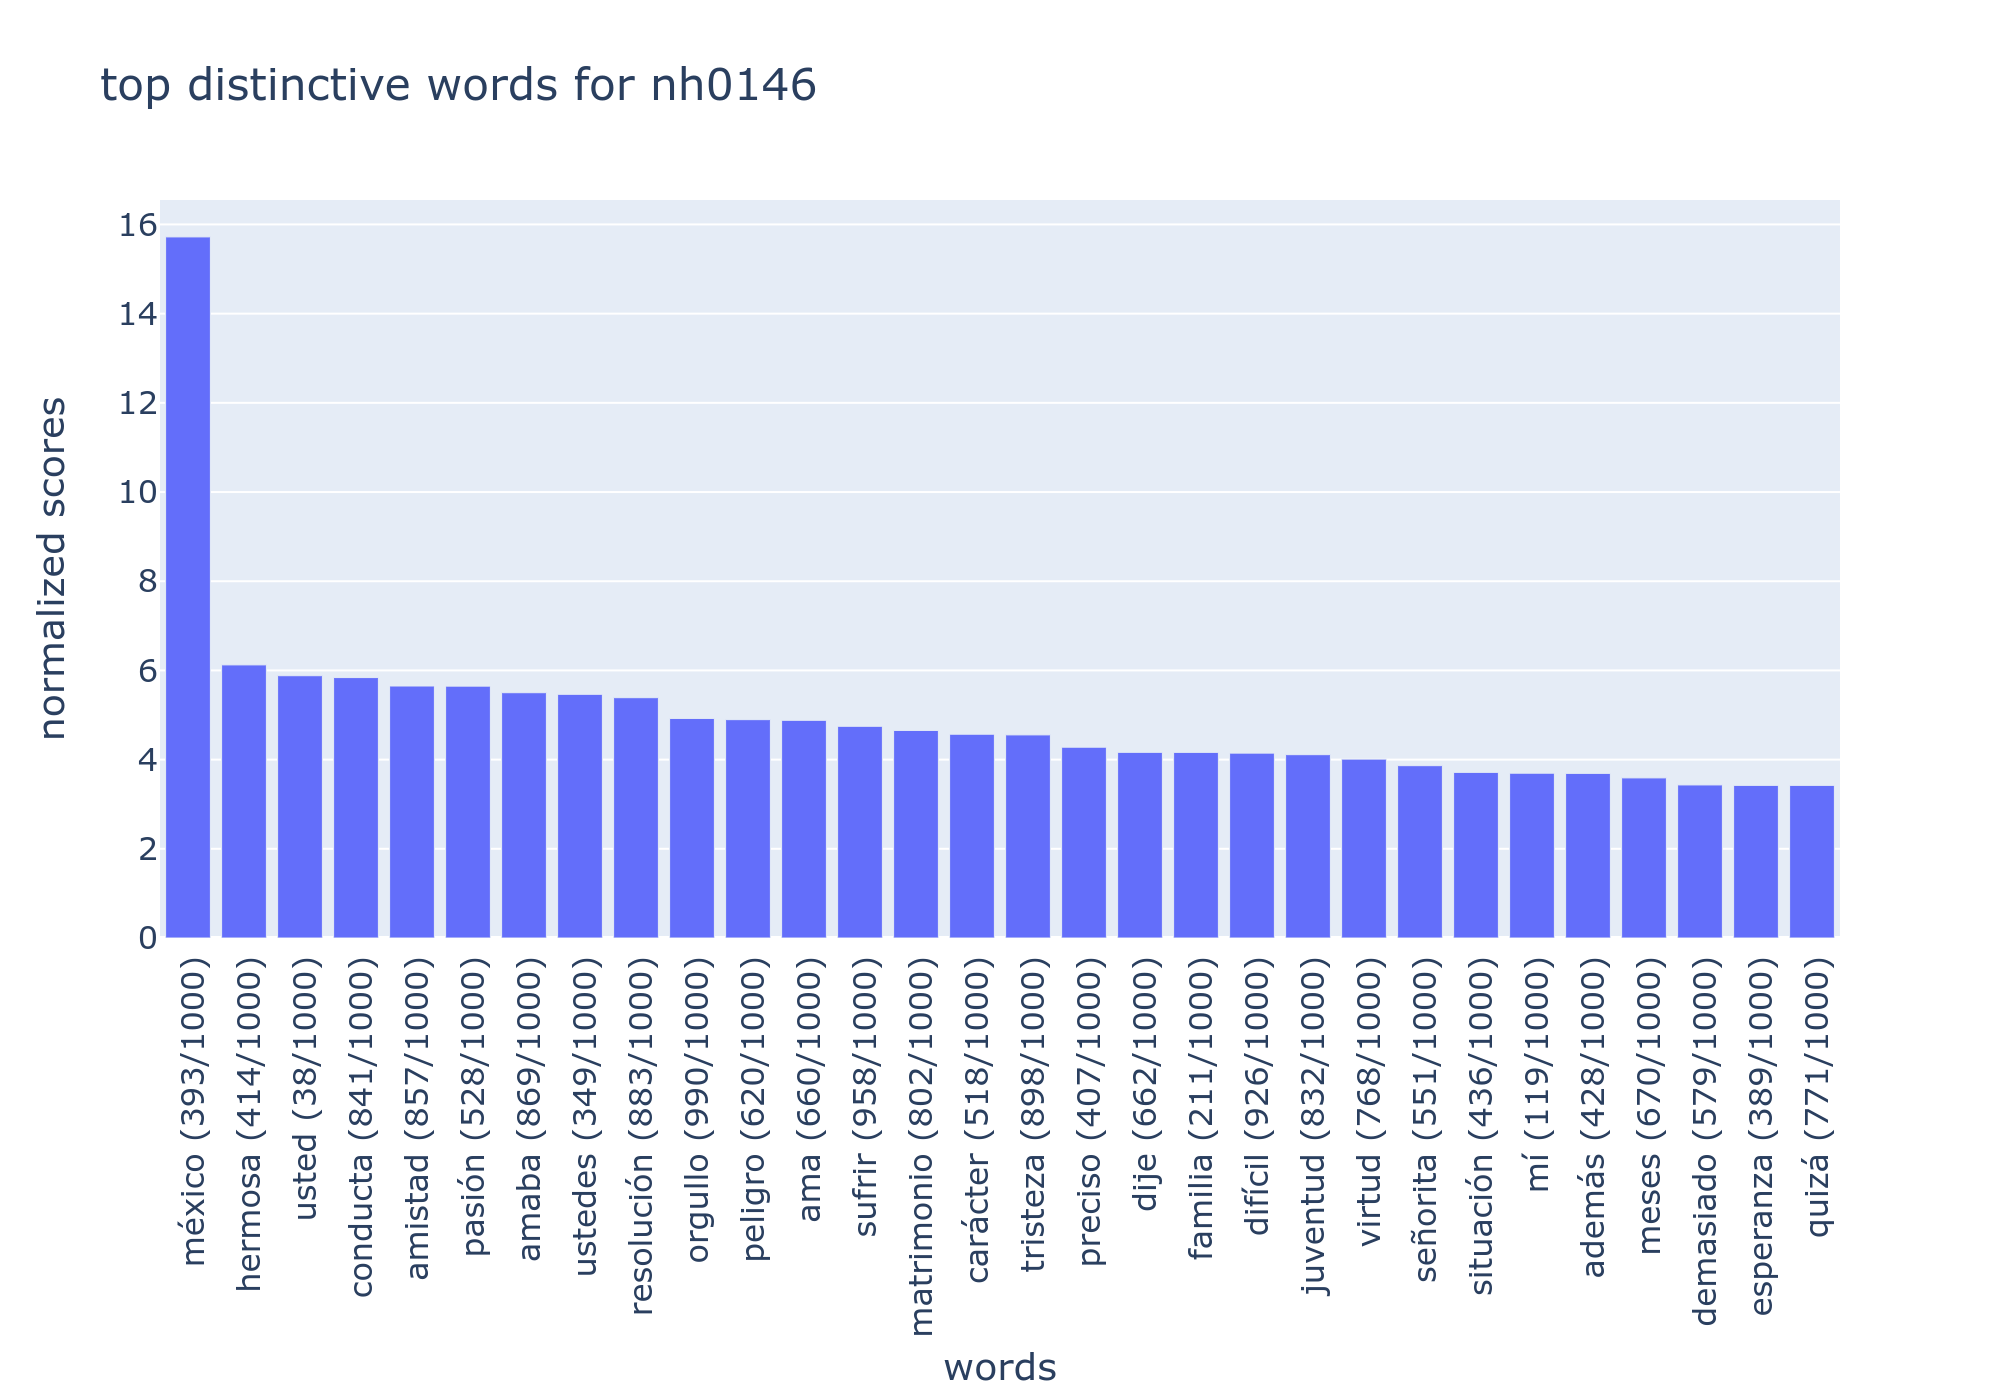 top distinctive words for nh0146
normalized scores
16
14
12
10
8
6
4
2
0
méxico (393/1000)
hermosa (414/1000)
usted (38/1000)
conducta (841/1000)
amistad (857/1000)
pasión (528/1000)
amaba (869/1000)
ustedes (349/1000)
resolución (883/1000)
orgullo (990/1000)
peligro (620/1000)
ama (660/1000)
sufrir (958/1000)
matrimonio (802/1000)
carácter (518/1000)
tristeza (898/1000)
preciso (407/1000)
dije (662/1000)
familia (211/1000)
difícil (926/1000)
juventud (832/1000)
virtud (768/1000)
señorita (551/1000)
situación (436/1000)
mí (119/1000)
además (428/1000)
meses (670/1000)
demasiado (579/1000)
esperanza (389/1000)
quizá (771/1000)
words